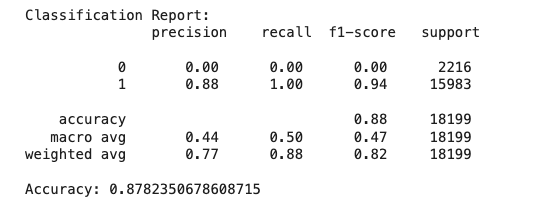 Classification Report:
precision recall f1-score support
0 0.00 0.00 0.00 2216
1 0.88 1.00 0.94 15983
accuracy 0.88 18199
macro avg 0.44 0.50 0.47 18199
weighted avg 0.77 0.88 0.82 18199
Accuracy: 0.8782350678608715